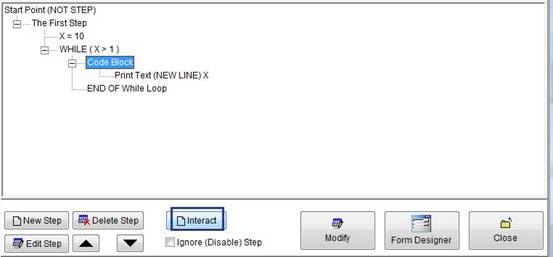 Start Point (NOT STEP)
The First Step
X = 10
WHILE ( X > 1 )
Code Block
Print Text (NEW LINE) X
END OF While Loop
New Step Delete Step Interact
Edit Step Ignore (Disable) Step
Modify Form Designer Close